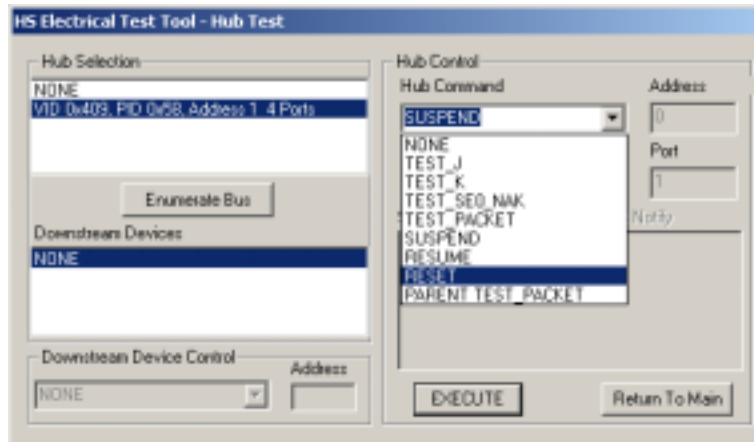 HS Electrical Test Tool - Hub Test
Hub Selection
NONE
VID 0x409, PID 0x58, Address 1 4 Ports
Enumerate Bus
Downstream Devices
NONE
Downstream Device Control
NONE
Address
Hub Control
Hub Command
SUSPEND
NONE
TEST_J
TEST_K
TEST_SE0_NAK
TEST_PACKET
SUSPEND
RESUME
RESET
PARENT TEST_PACKET
Address
0
Port
1
Notify
EXECUTE
Return To Main